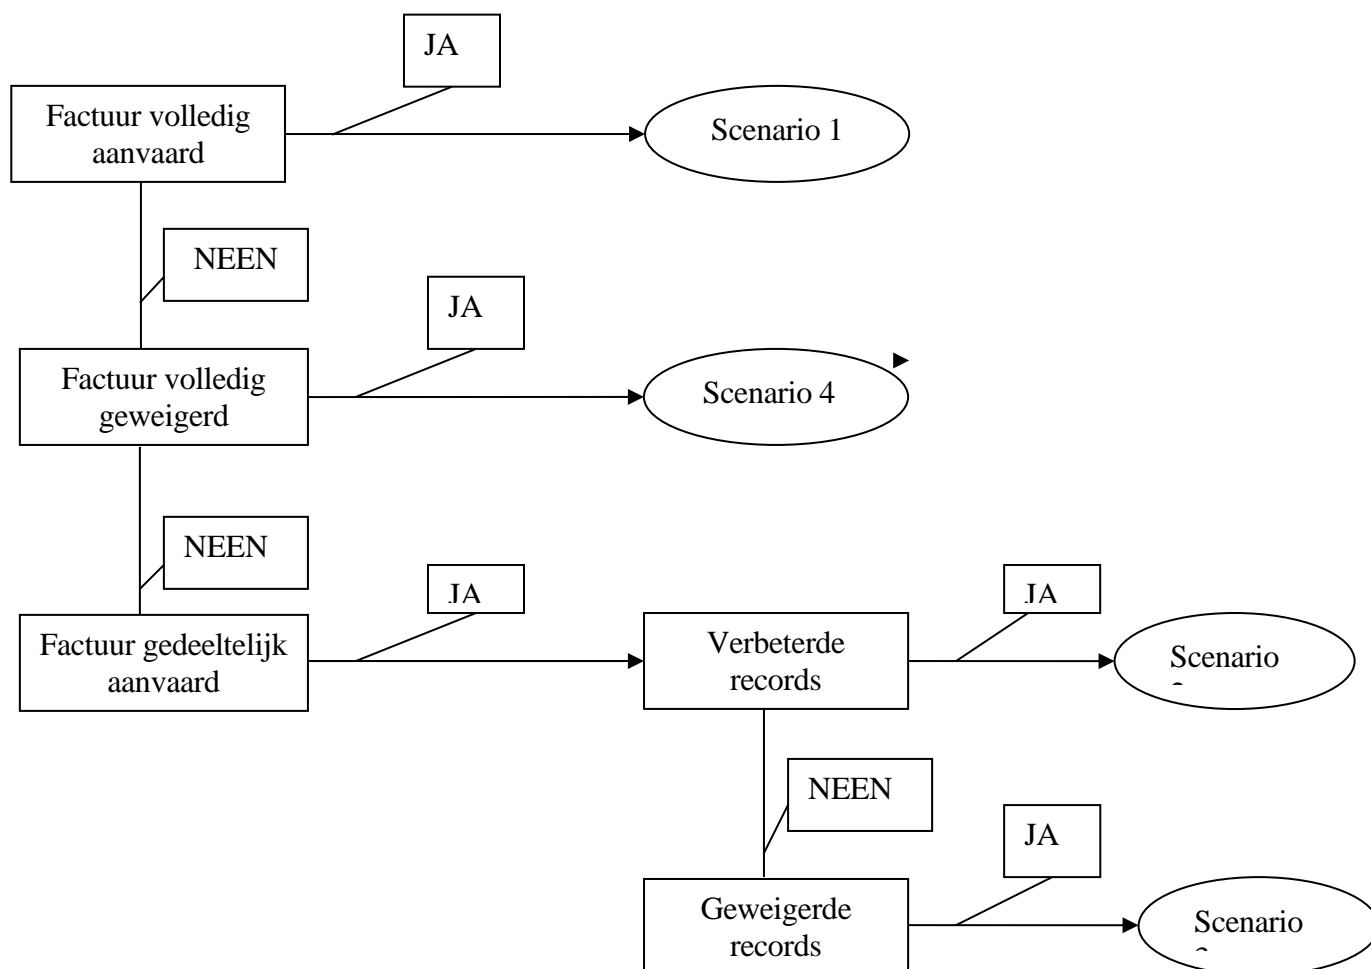 JA
Factuur volledig
aanvaard
Scenario 1
NEEN
JA
Factuur volledig
geweigerd
Scenario 4
NEEN
JA
JA
Factuur gedeeltelijk
aanvaard
Verbeterde
records
Scenario
NEEN
JA
Geweigerde
records
Scenario